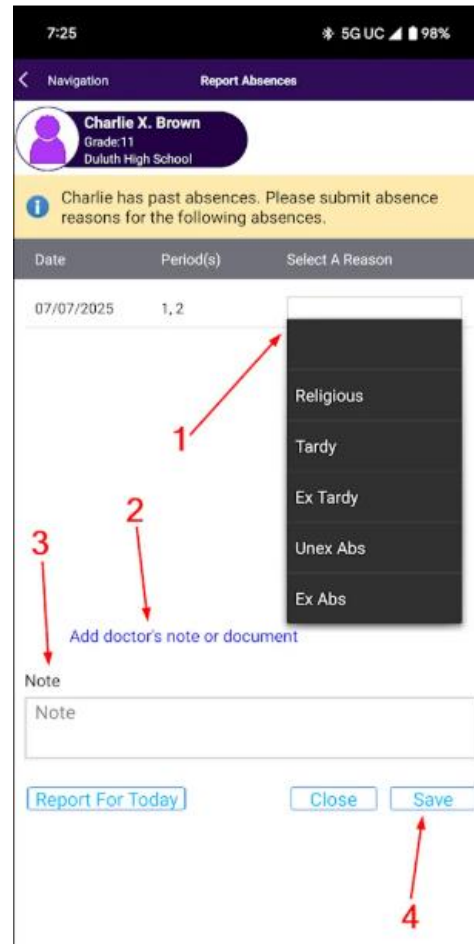 7:25 5G UC 98%
Navigation Report Absences
Charlie X. Brown
Grade:11
Duluth High School
Charlie has past absences. Please submit absence
reasons for the following absences.
Date Period(s) Select A Reason
07/07/2025 1, 2
Religious
1
Tardy
2
Ex Tardy
3
Unex Abs
Ex Abs
Add doctor's note or document
Note
Note
Report For Today Close Save
4